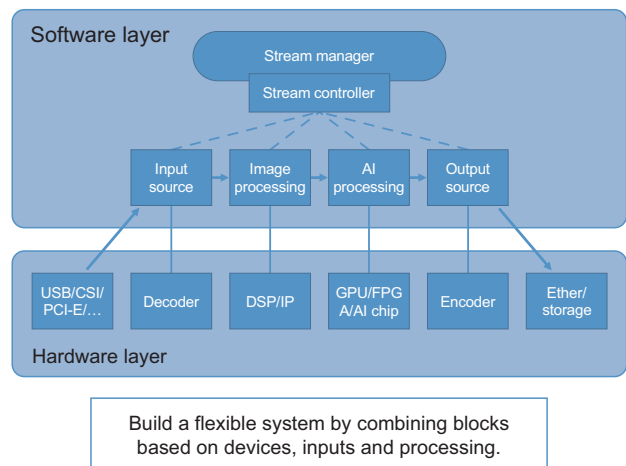 Software layer
Stream manager
Stream controller
Input
source
Image
processing
AI
processing
Output
source
USB/CSI/
PCI-E/…
Decoder
DSP/IP
GPU/FPG
A/AI chip
Encoder
Ether/
storage
Hardware layer
Build a flexible system by combining blocks
based on devices, inputs and processing.